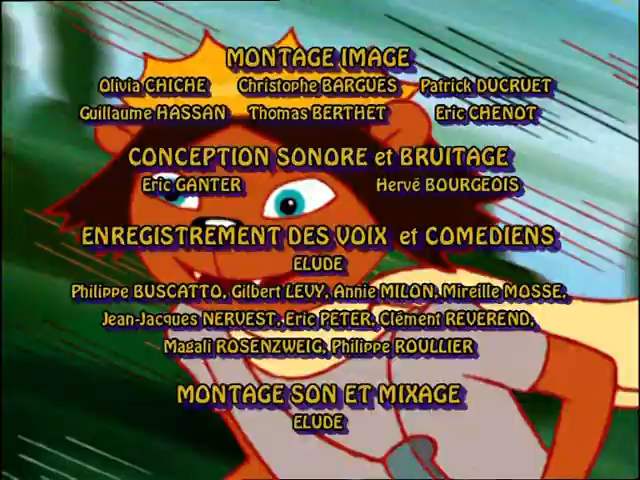 MONTAGE IMAGE
Olivia CHICHE Christophe BARGUES Patrick DUCRUET
Guillaume HASSAN Thomas BERTHET Eric CHENOT
CONCEPTION SONORE et BRUITAGE
Eric GANTER Hervé BOURGEOIS
ENREGISTREMENT DES VOIX et COMEDIENS
ELUDE
Philippe BUSCATTO, Gilbert LEVY, Annie MILON, Mireille MOSSE,
Jean-Jacques NERVEST, Eric PETER, Clément REVEREND,
Magali ROSENZWEIG, Philippe ROULLIER
MONTAGE SON ET MIXAGE
ELUDE